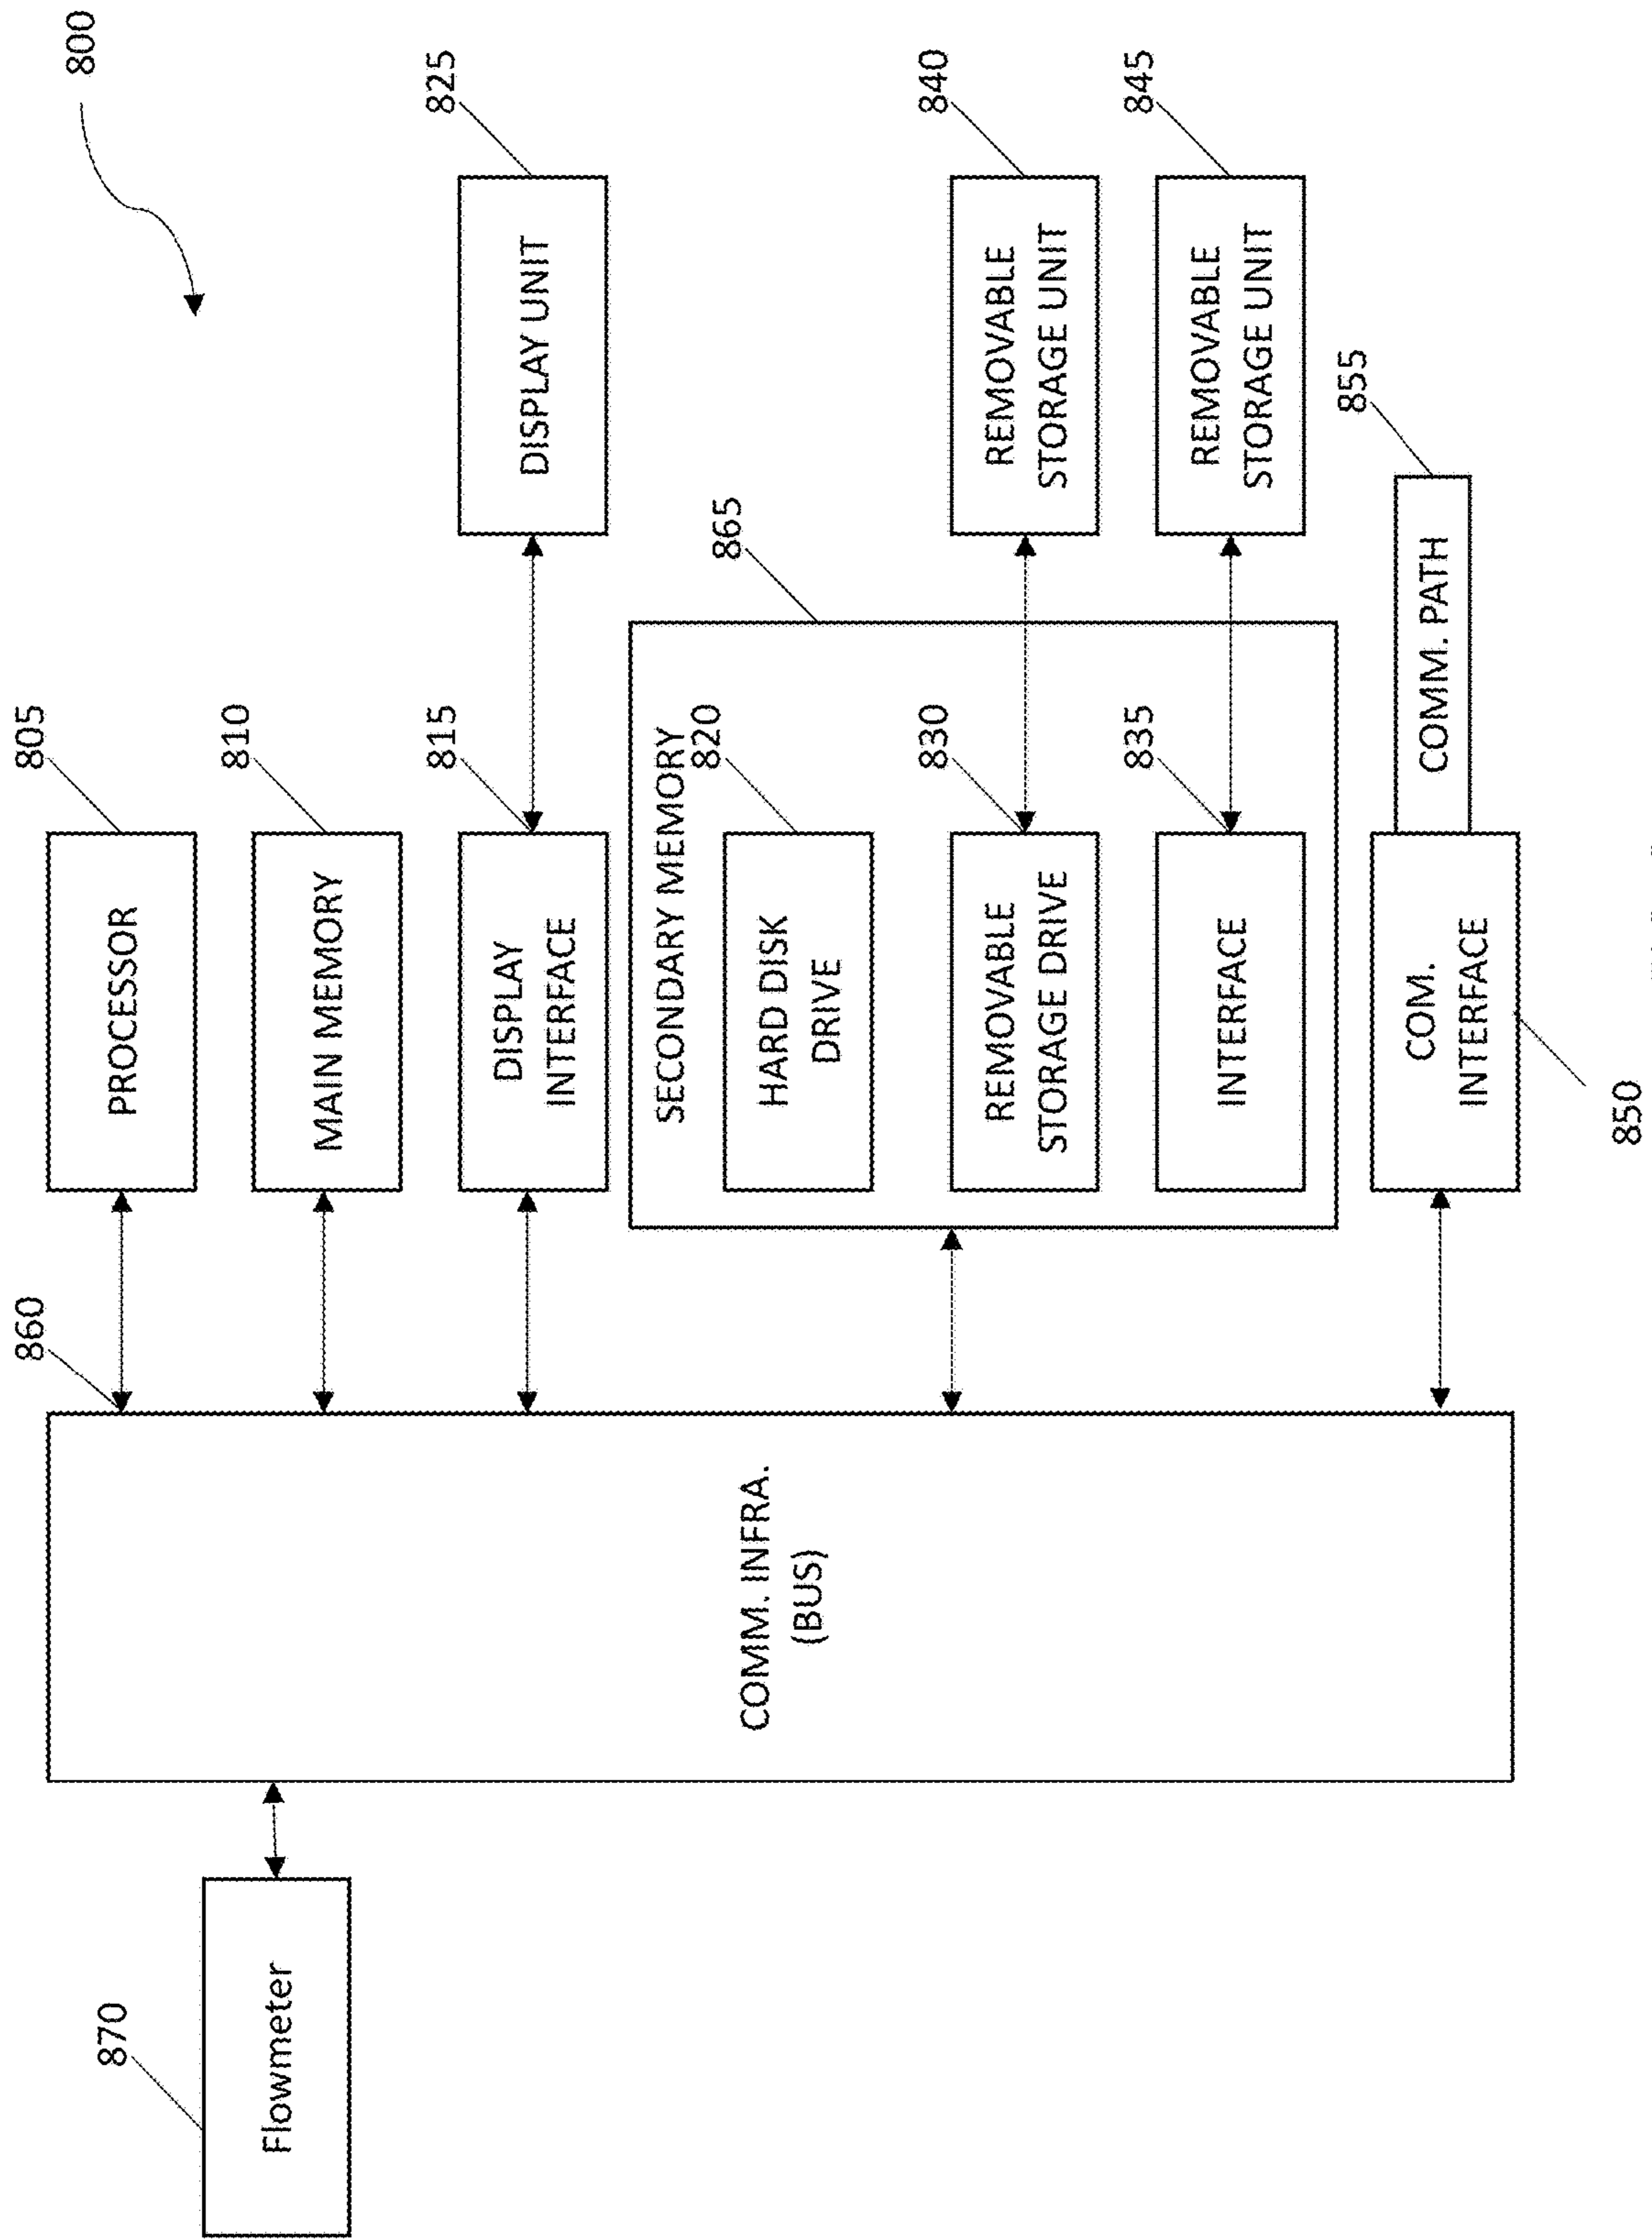 800
870
Flowmeter
860
COMM. INFRA.
(BUS)
805
PROCESSOR
810
MAIN MEMORY
815
DISPLAY
INTERFACE
825
DISPLAY UNIT
865
SECONDARY MEMORY
820
HARD DISK
DRIVE
830
REMOVABLE
STORAGE DRIVE
840
REMOVABLE
STORAGE UNIT
835
INTERFACE
845
REMOVABLE
STORAGE UNIT
850
COM.
INTERFACE
855
COMM. PATH